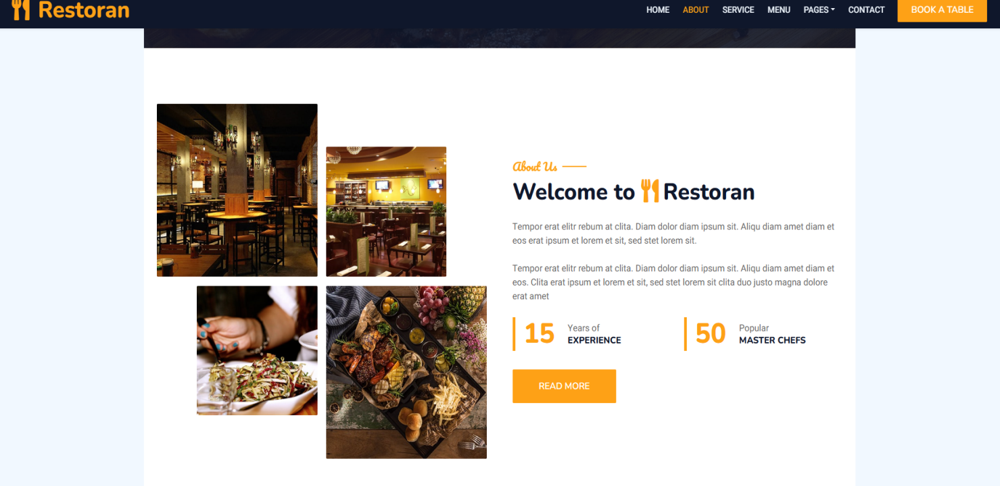 Restoran
HOME ABOUT SERVICE MENU PAGES CONTACT BOOK A TABLE
About Us
Welcome to Restoran
Tempor erat elitr rebum at clita. Diam dolor diam ipsum sit. Aliqu diam amet diam et
eos erat ipsum et lorem et sit, sed stet lorem sit.
Tempor erat elitr rebum at clita. Diam dolor diam ipsum sit. Aliqu diam amet diam et
eos. Clita erat ipsum et lorem et sit, sed stet lorem sit clita duo justo magna dolore
erat amet
15 Years of
EXPERIENCE
50 Popular
MASTER CHEFS
READ MORE